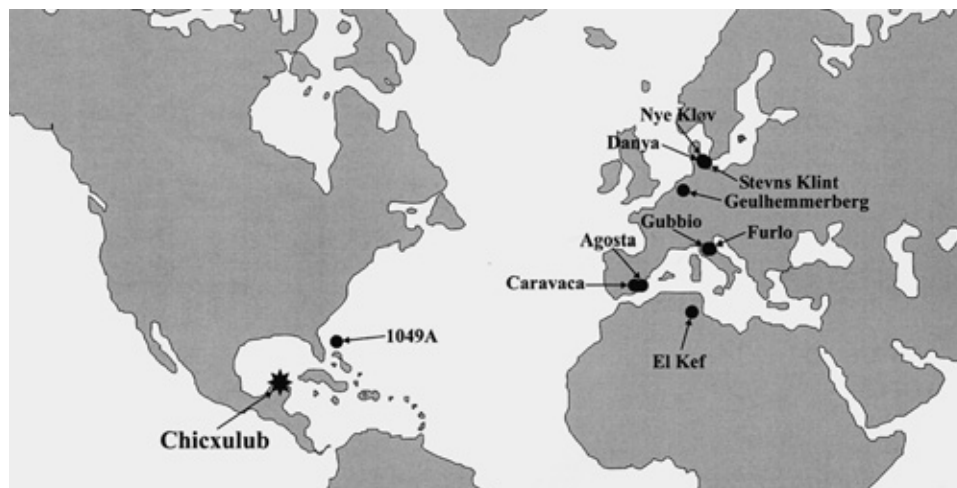 Nye Kløv
Danya
Stevns Klint
Geulhemmerberg
Gubbio
Furlo
Agosta
Caravaca
1049A
El Kef
Chicxulub